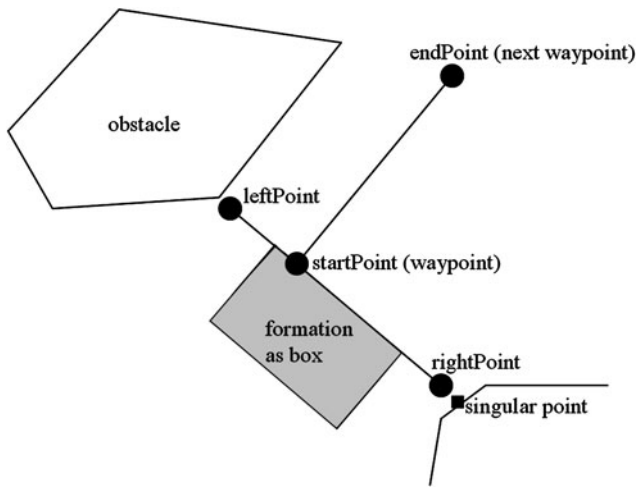 endPoint (next waypoint)
obstacle
leftPoint
startPoint (waypoint)
formation
as box
rightPoint
singular point